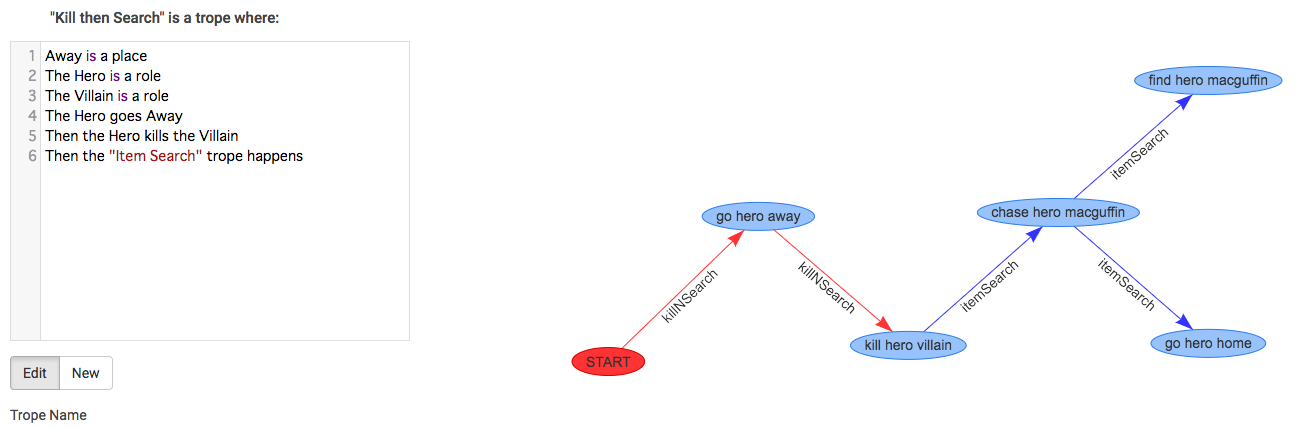 "Kill then Search" is a trope where:
1 Away is a place
2 The Hero is a role
3 The Villain is a role
4 The Hero goes Away
5 Then the Hero kills the Villain
6 Then the "Item Search" trope happens
Edit New
Trope Name
find hero macguffin
itemSearch
go hero away
chase hero macguffin
killNSearch
killNSearch
itemSearch
itemSearch
kill hero villain
go hero home
START